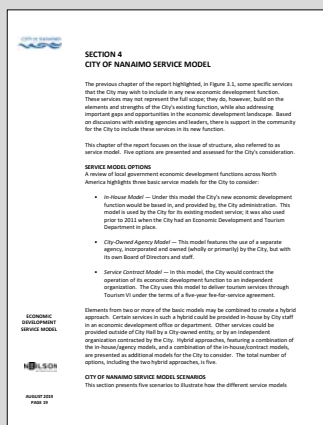 CITY OF NANAIMO
SECTION 4
CITY OF NANAIMO SERVICE MODEL
The previous chapter of the report highlighted, in Figure 3.1, some specific services
that the City may wish to include in any new economic development function.
These services may not represent the full scope; they do, however, build on the
elements and strengths of the City's existing function, while also addressing
important gaps and opportunities in the economic development landscape. Based
on discussions with existing agencies and leaders, there is support in the community
for the City to include these services in its new function.
This chapter of the report focuses on the issue of structure, also referred to as
service model. Five options are presented and assessed for the City's consideration.
SERVICE MODEL OPTIONS
A review of local government economic development functions across North
America highlights three basic service models for the City to consider:
• In-House Model — Under this model the City's new economic development
function would be based in, and provided by, the City administration. This
model is used by the City for its existing modest service; it was also used
prior to 2011 when the City had an Economic Development and Tourism
Department in place.
• City-Owned Agency Model — This model features the use of a separate
agency, incorporated and owned (wholly or primarily) by the City, but with
its own Board of Directors and staff.
• Service Contract Model — In this model, the City would contract the
operation of its economic development function to an independent
organization. The City uses this model to deliver tourism services through
Tourism VI under the terms of a five-year fee-for-service agreement.
Elements from two or more of the basic models may be combined to create a hybrid
approach. Certain services in such a hybrid could be provided in-house by City staff
in an economic development office or department. Other services could be
provided outside of City Hall by a City-owned entity, or by an independent
organization contracted by the City. Hybrid approaches, featuring a combination of
the in-house/agency models, and a combination of the in-house/contract models,
are presented as additional models for the City to consider. The total number of
options, including the two hybrid approaches, is five.
CITY OF NANAIMO SERVICE MODEL SCENARIOS
This section presents five scenarios to illustrate how the different service models
ECONOMIC
DEVELOPMENT
SERVICE MODEL
NEILSON
AUGUST 2019
PAGE 19